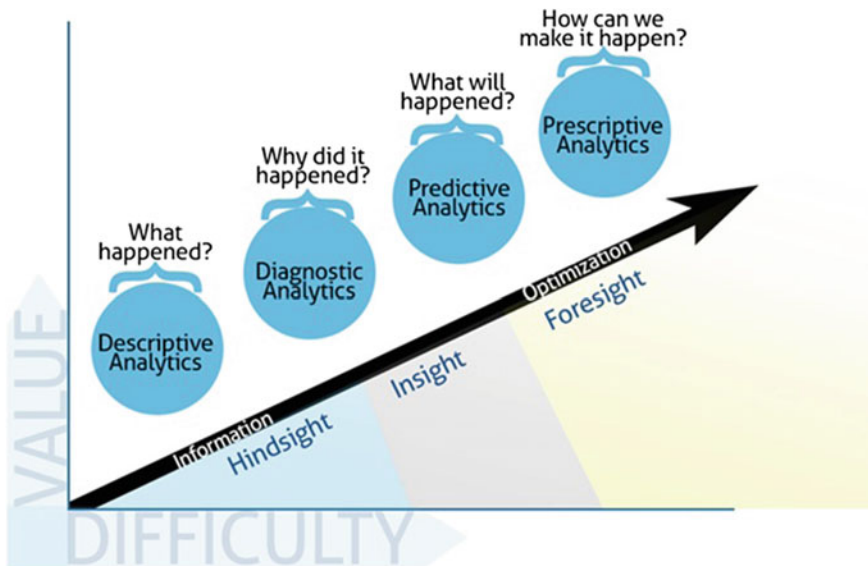 How can we
make it happen?
Prescriptive
Analytics
What will
happened?
Predictive
Analytics
Why did it
happened?
Diagnostic
Analytics
What
happened?
Descriptive
Analytics
Optimization
Foresight
Insight
Information
Hindsight
VALUE
DIFFICULTY